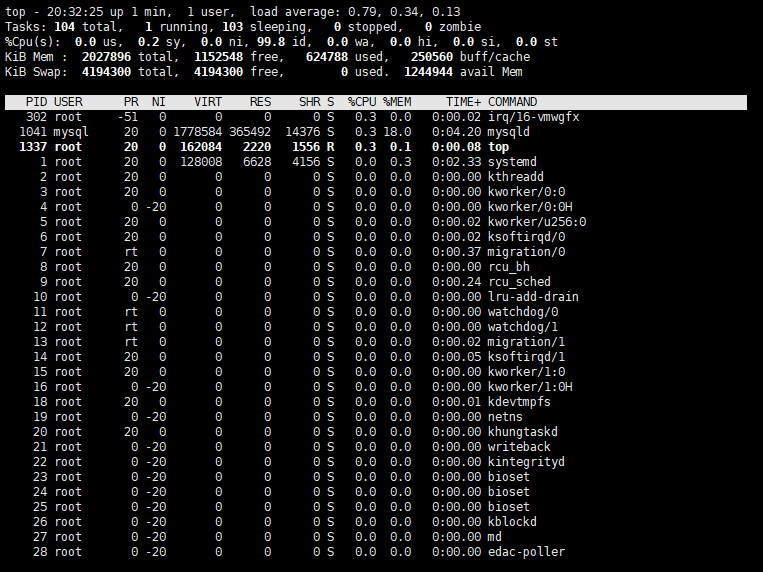 top - 20:32:25 up 1 min,  1 user,  load average: 0.79, 0.34, 0.13
Tasks: 104 total,   1 running, 103 sleeping,   0 stopped,   0 zombie
%Cpu(s):  0.0 us,  0.2 sy,  0.0 ni, 99.8 id,  0.0 wa,  0.0 hi,  0.0 si,  0.0 st
KiB Mem :  2027896 total,  1152548 free,   624788 used,   250560 buff/cache
KiB Swap:  4194300 total,  4194300 free,        0 used.  1244944 avail Mem
PID USER      PR  NI    VIRT    RES    SHR S  %CPU %MEM     TIME+ COMMAND
302 root     -51   0       0      0      0 S   0.3  0.0   0:00.02 irq/16-vmwgfx
1041 mysql     20   0 1778584 365492  14376 S   0.3 18.0   0:04.20 mysqld
1337 root      20   0  162084   2220   1556 R   0.3  0.1   0:00.08 top
1 root      20   0  128008   6628   4156 S   0.0  0.3   0:02.33 systemd
2 root      20   0       0      0      0 S   0.0  0.0   0:00.00 kthreadd
3 root      20   0       0      0      0 S   0.0  0.0   0:00.00 kworker/0:0
4 root       0 -20       0      0      0 S   0.0  0.0   0:00.00 kworker/0:0H
5 root      20   0       0      0      0 S   0.0  0.0   0:00.02 kworker/u256:0
6 root      20   0       0      0      0 S   0.0  0.0   0:00.02 ksoftirqd/0
7 root      rt   0       0      0      0 S   0.0  0.0   0:00.37 migration/0
8 root      20   0       0      0      0 S   0.0  0.0   0:00.00 rcu_bh
9 root      20   0       0      0      0 S   0.0  0.0   0:00.24 rcu_sched
10 root       0 -20       0      0      0 S   0.0  0.0   0:00.00 lru-add-drain
11 root      rt   0       0      0      0 S   0.0  0.0   0:00.00 watchdog/0
12 root      rt   0       0      0      0 S   0.0  0.0   0:00.00 watchdog/1
13 root      rt   0       0      0      0 S   0.0  0.0   0:00.02 migration/1
14 root      20   0       0      0      0 S   0.0  0.0   0:00.05 ksoftirqd/1
15 root      20   0       0      0      0 S   0.0  0.0   0:00.00 kworker/1:0
16 root       0 -20       0      0      0 S   0.0  0.0   0:00.00 kworker/1:0H
18 root      20   0       0      0      0 S   0.0  0.0   0:00.01 kdevtmpfs
19 root       0 -20       0      0      0 S   0.0  0.0   0:00.00 netns
20 root      20   0       0      0      0 S   0.0  0.0   0:00.00 khungtaskd
21 root       0 -20       0      0      0 S   0.0  0.0   0:00.00 writeback
22 root       0 -20       0      0      0 S   0.0  0.0   0:00.00 kintegrityd
23 root       0 -20       0      0      0 S   0.0  0.0   0:00.00 bioset
24 root       0 -20       0      0      0 S   0.0  0.0   0:00.00 bioset
25 root       0 -20       0      0      0 S   0.0  0.0   0:00.00 bioset
26 root       0 -20       0      0      0 S   0.0  0.0   0:00.00 kblockd
27 root       0 -20       0      0      0 S   0.0  0.0   0:00.00 md
28 root       0 -20       0      0      0 S   0.0  0.0   0:00.00 edac-poller